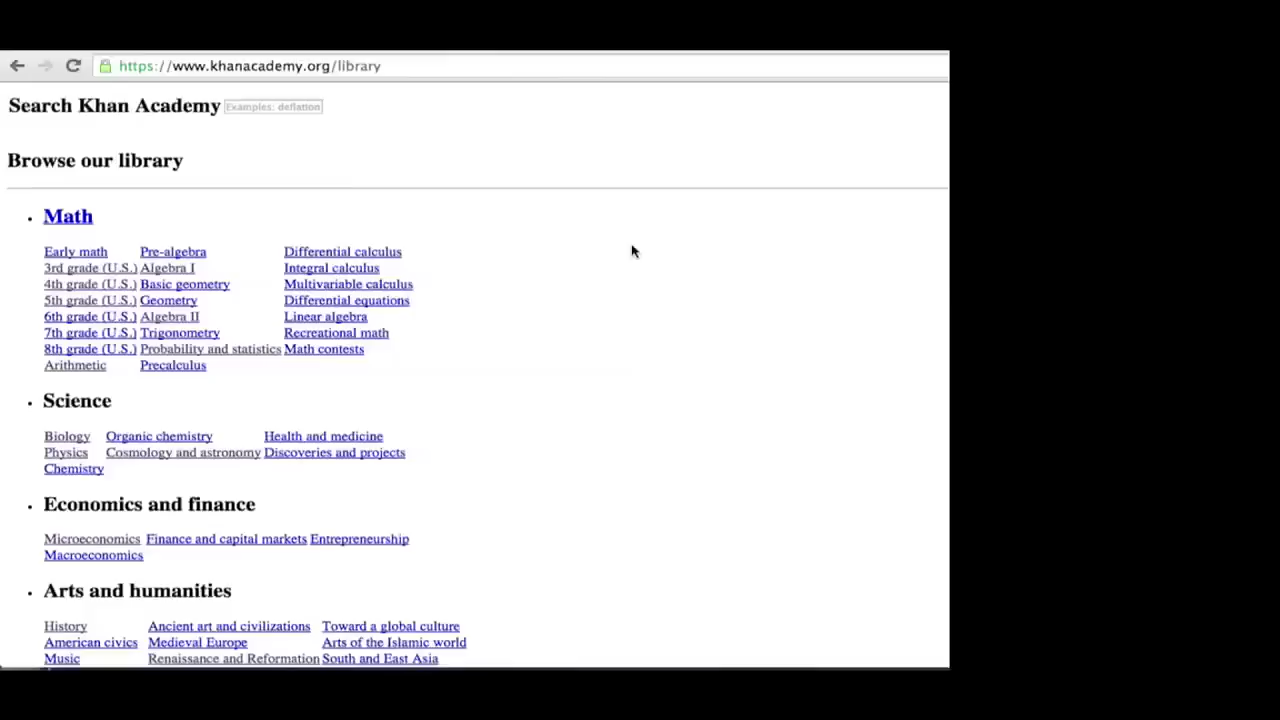 https://www.khanacademy.org/library
Search Khan Academy Examples: deflation
Browse our library
Math
Early math Pre-algebra Differential calculus
3rd grade (U.S.) Algebra I Integral calculus
4th grade (U.S.) Basic geometry Multivariable calculus
5th grade (U.S.) Geometry Differential equations
6th grade (U.S.) Algebra II Linear algebra
7th grade (U.S.) Trigonometry Recreational math
8th grade (U.S.) Probability and statistics Math contests
Arithmetic Precalculus
Science
Biology Organic chemistry Health and medicine
Physics Cosmology and astronomy Discoveries and projects
Chemistry
Economics and finance
Microeconomics Finance and capital markets Entrepreneurship
Macroeconomics
Arts and humanities
History Ancient art and civilizations Toward a global culture
American civics Medieval Europe Arts of the Islamic world
Music Renaissance and Reformation South and East Asia